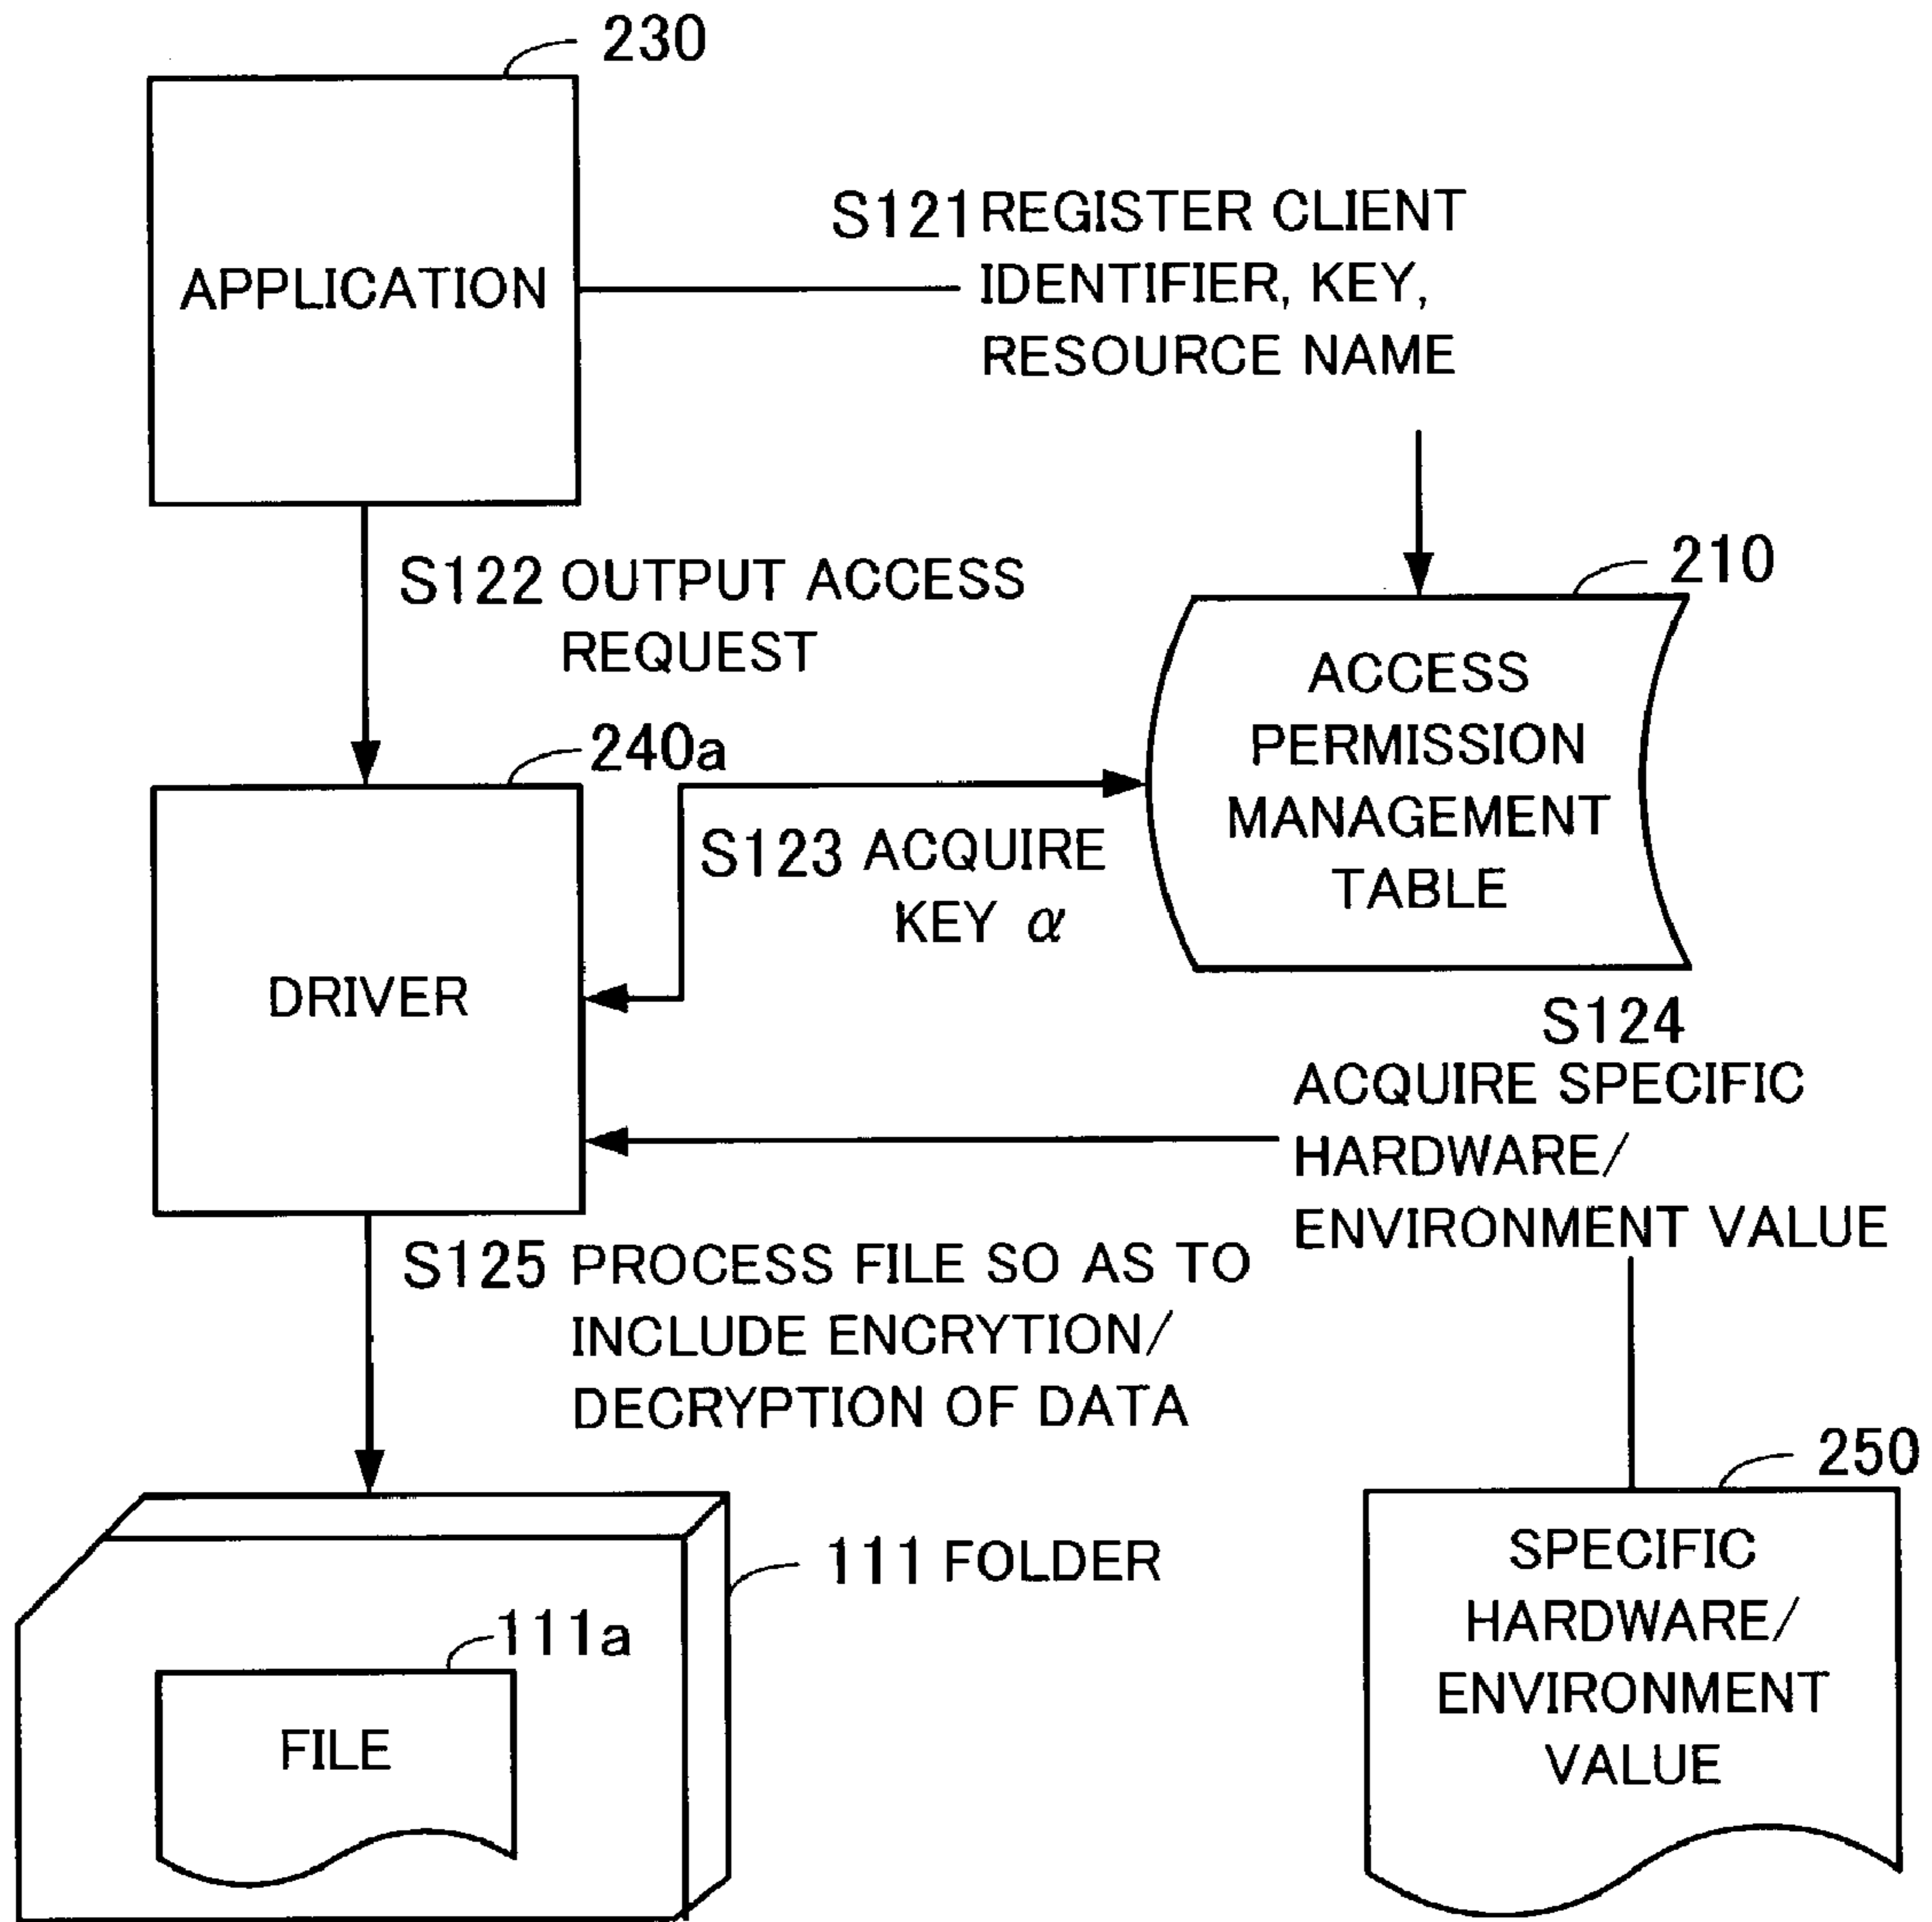 230
APPLICATION
S121 REGISTER CLIENT
IDENTIFIER, KEY,
RESOURCE NAME
S122 OUTPUT ACCESS
REQUEST
210
ACCESS
PERMISSION
MANAGEMENT
TABLE
240a
DRIVER
S123 ACQUIRE
KEY α
S124
ACQUIRE SPECIFIC
HARDWARE/
ENVIRONMENT VALUE
S125 PROCESS FILE SO AS TO
INCLUDE ENCRYTION/
DECRYPTION OF DATA
250
SPECIFIC
HARDWARE/
ENVIRONMENT
VALUE
111 FOLDER
111a
FILE